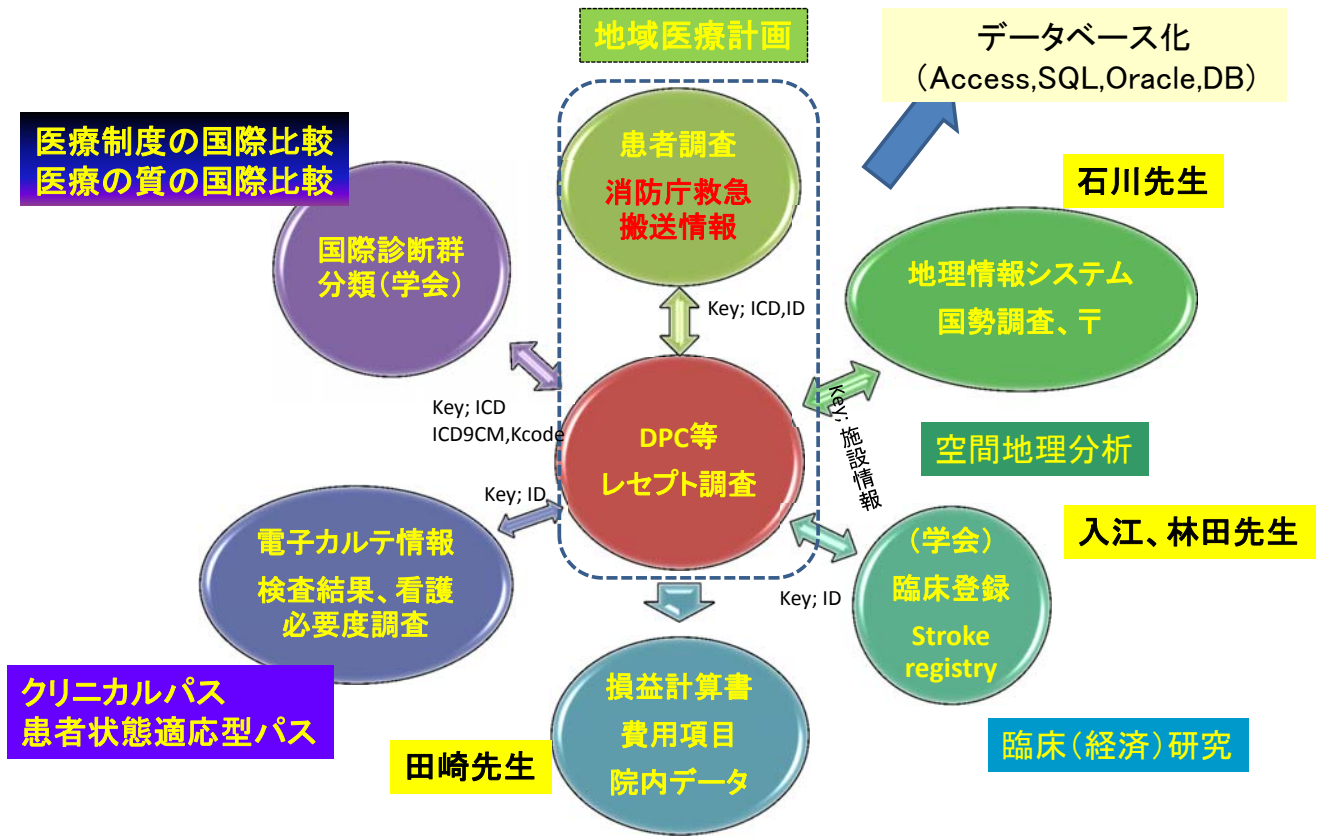 地域医療計画
データベース化
（Access,SQL,Oracle,DB）
医療制度の国際比較
医療の質の国際比較
患者調査
消防庁救急
搬送情報
石川先生
国際診断群
分類（学会）
地理情報システム
国勢調査、〒
Key; ICD,ID
Key; ICD
ICD9CM,Kcode
DPC等
レセプト調査
Key; 施設情報
空間地理分析
Key; ID
電子カルテ情報
検査結果、看護
必要度調査
入江、林田先生
（学会）
臨床登録
Stroke
registry
Key; ID
クリニカルパス
患者状態適応型パス
損益計算書
費用項目
院内データ
田崎先生
臨床（経済）研究